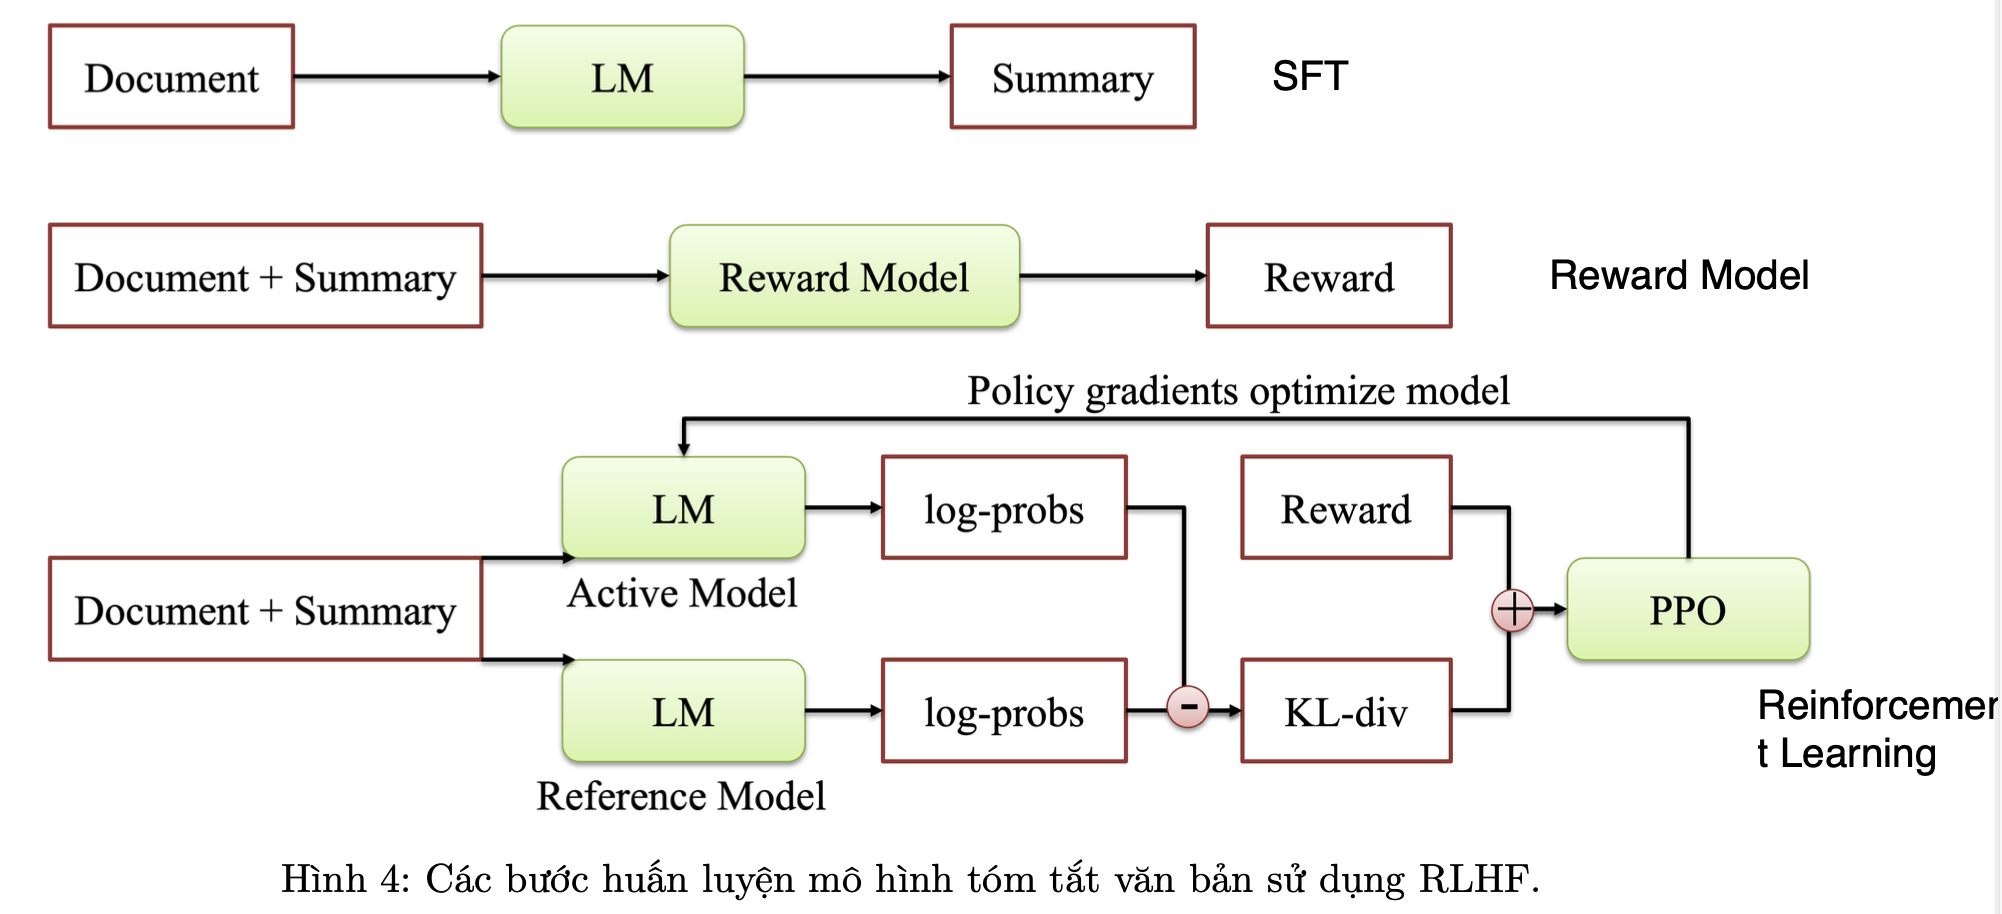 Document
LM
Summary
SFT
Document + Summary
Reward Model
Reward
Reward Model
Policy gradients optimize model
LM
log-probs
Reward
Active Model
Document + Summary
+
PPO
LM
log-probs
-
KL-div
Reference Model
Reinforcemen
t Learning
Hình 4: Các bước huấn luyện mô hình tóm tắt văn bản sử dụng RLHF.